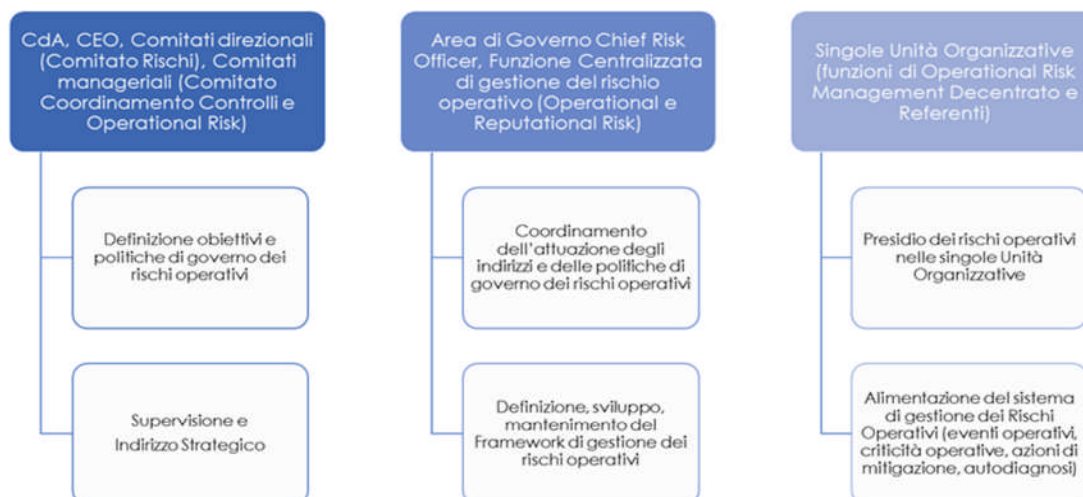 CdA, CEO, Comitati direzionali
(Comitato Rischi), Comitati
manageriali (Comitato
Coordinamento Controlli e
Operational Risk)
Definizione obiettivi e
politiche di governo dei
rischi operativi
Supervisione e
Indirizzo Strategico
Area di Governo Chief Risk
Officer, Funzione Centralizzata
di gestione del rischio
operativo (Operational e
Reputational Risk)
Coordinamento
dell'attuazione degli
indirizzi e delle politiche di
governo dei rischi operativi
Definizione, sviluppo,
mantenimento del
Framework di gestione dei
rischi operativi
Singole Unità Organizzative
(funzioni di Operational Risk
Management Decentrato e
Referenti)
Presidio dei rischi operativi
nelle singole Unità
Organizzative
Alimentazione del sistema
di gestione dei Rischi
Operativi (eventi operativi,
criticità operative, azioni di
mitigazione, autodiagnosi)